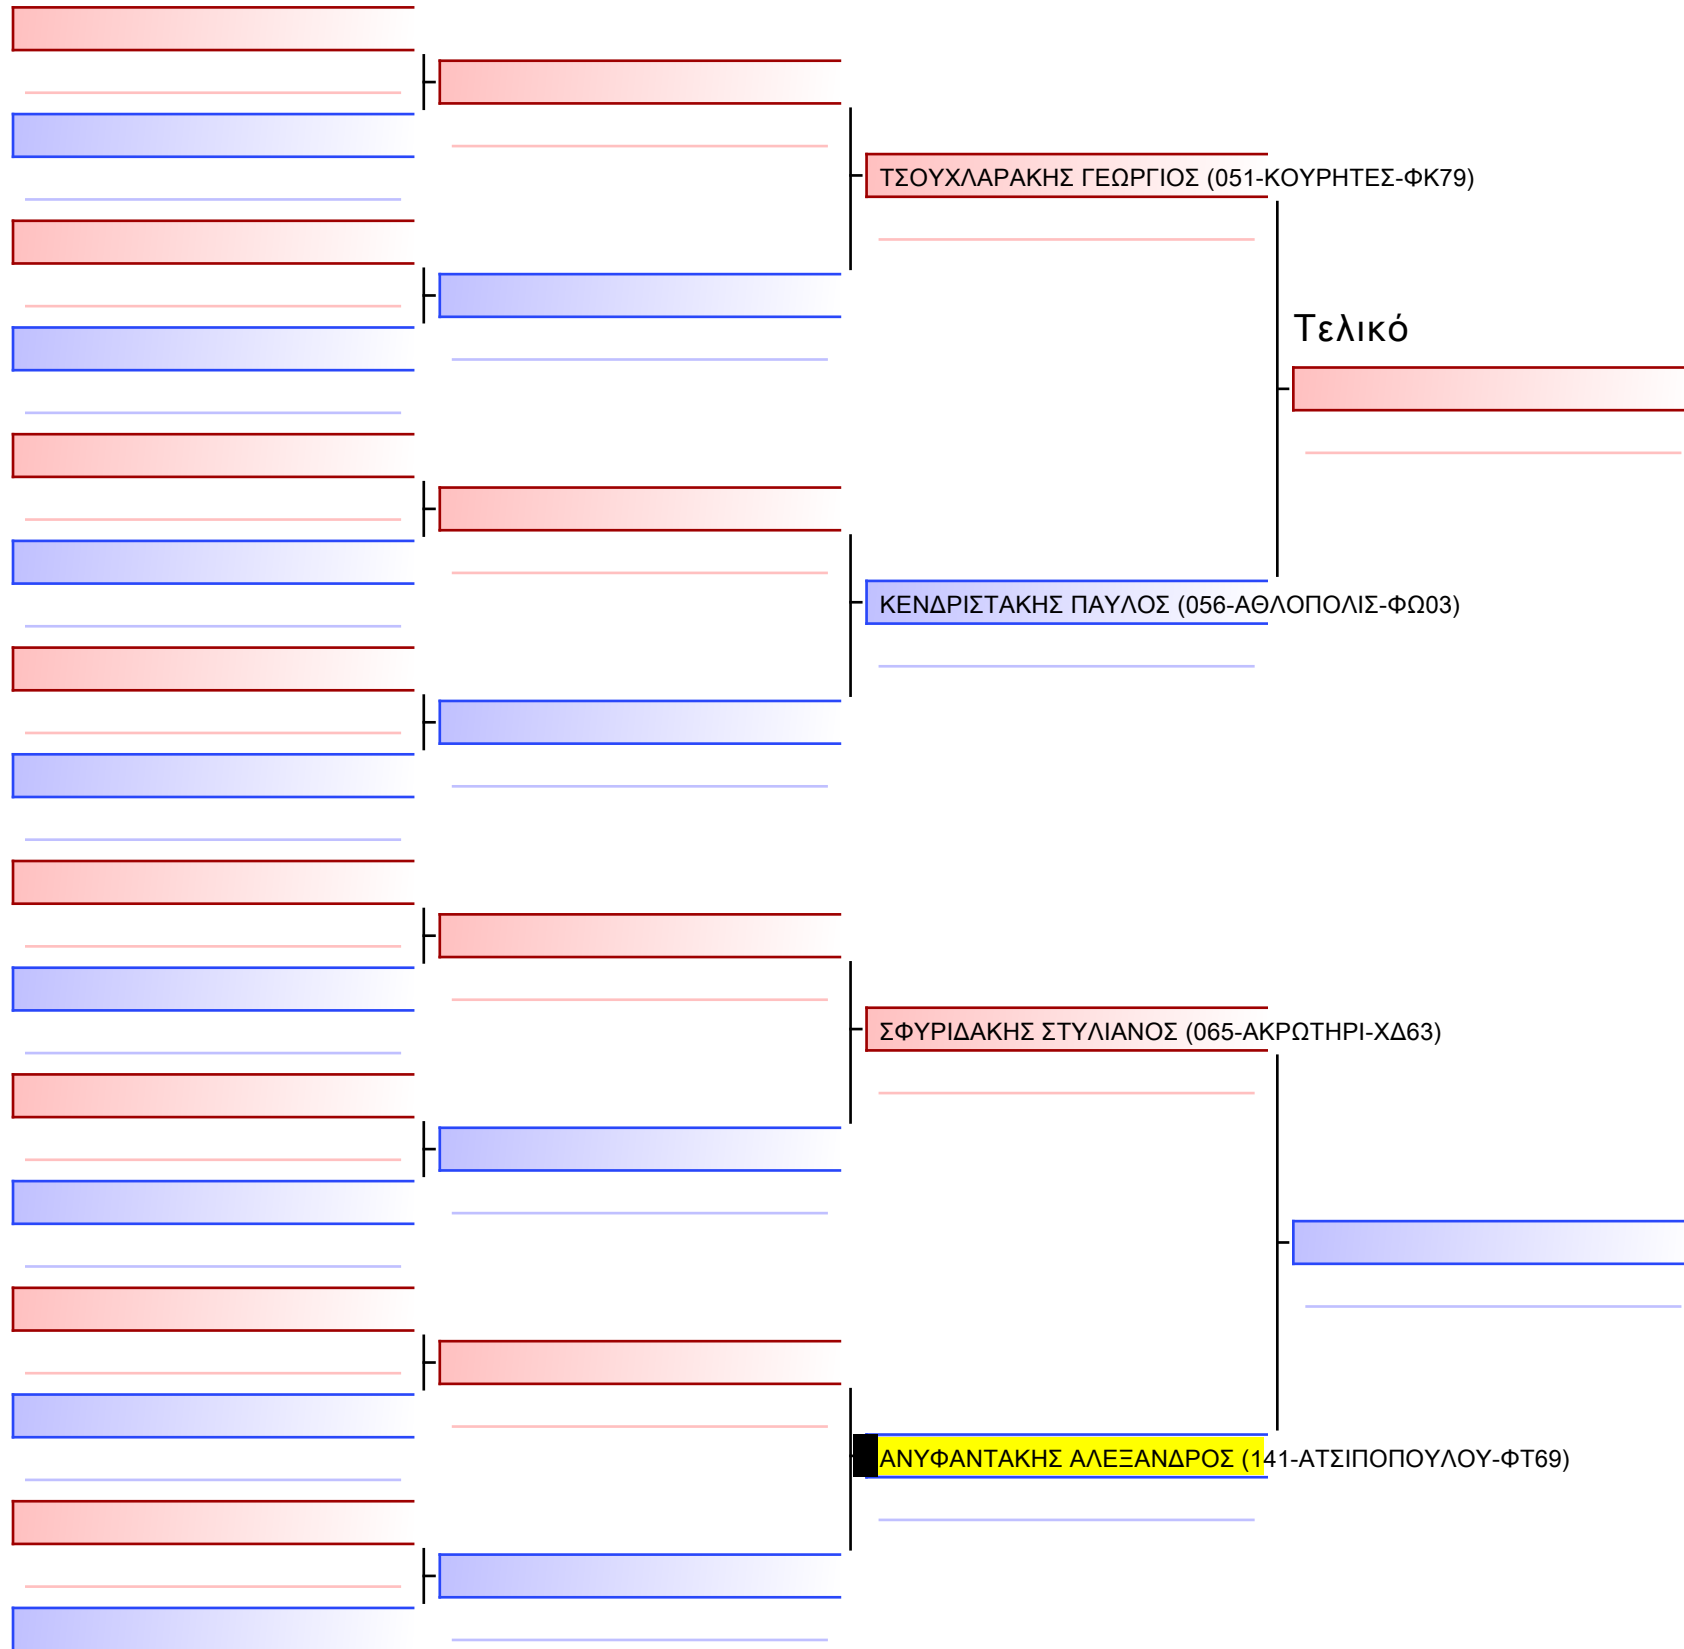 ΤΣΟΥΧΛΑΡΑΚΗΣ ΓΕΩΡΓΙΟΣ (051-ΚΟΥΡΗΤΕΣ-ΦΚ79)
Τελικό
ΚΕΝΔΡΙΣΤΑΚΗΣ ΠΑΥΛΟΣ (056-ΑΘΛΟΠΟΛΙΣ-ΦΩ03)
ΣΦΥΡΙΔΑΚΗΣ ΣΤΥΛΙΑΝΟΣ (065-ΑΚΡΩΤΗΡΙ-ΧΔ63)
ΑΝΥΦΑΝΤΑΚΗΣ ΑΛΕΞΑΝΔΡΟΣ (141-ΑΤΣΙΠΟΠΟΥΛΟΥ-ΦΤ69)